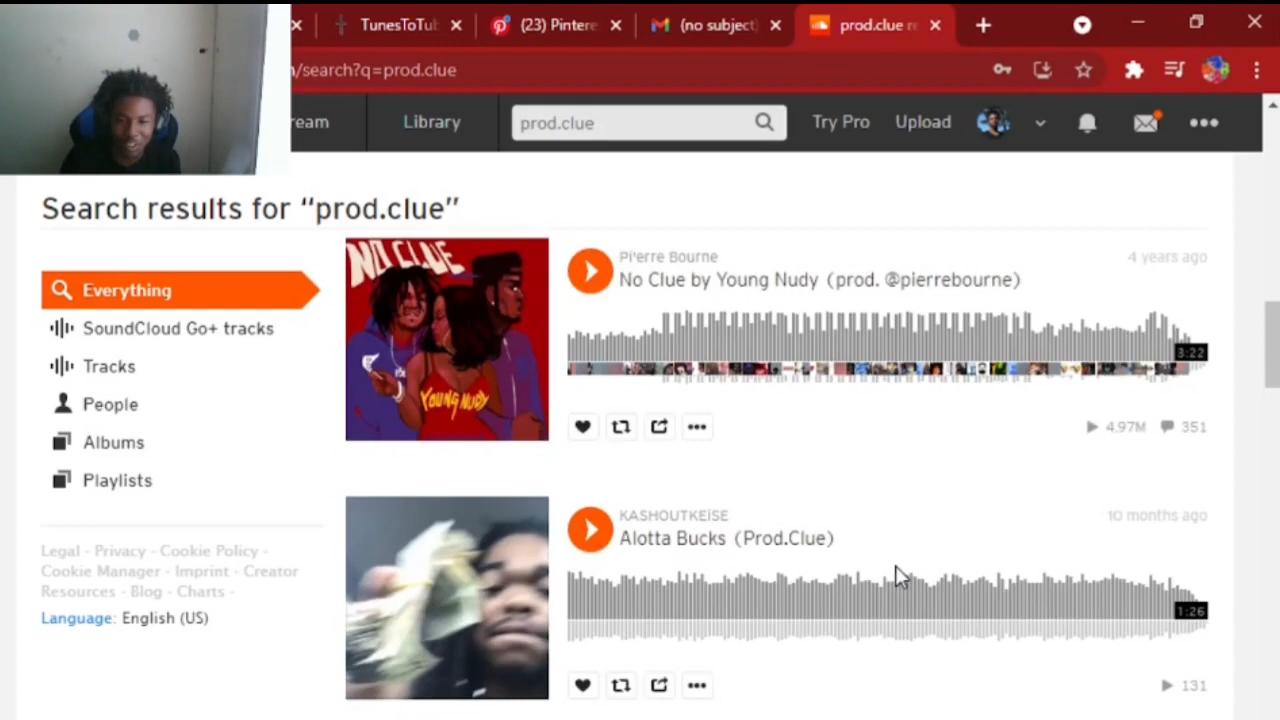 TunesToTub
(23) Pintere
(no subject)
prod.clue re
/search?q=prod.clue
ream
Library
prod.clue
Try Pro
Upload
Search results for “prod.clue”
Everything
SoundCloud Go+ tracks
Tracks
People
Albums
Playlists
Legal - Privacy - Cookie Policy -
Cookie Manager - Imprint - Creator
Resources - Blog - Charts -
Language: English (US)
NO CLUE
YOUNG NUDY
Pi'erre Bourne
4 years ago
No Clue by Young Nudy (prod. @pierrebourne)
3:22
4.97M
351
KASHOUTKEISE
10 months ago
Alotta Bucks (Prod.Clue)
1:26
131